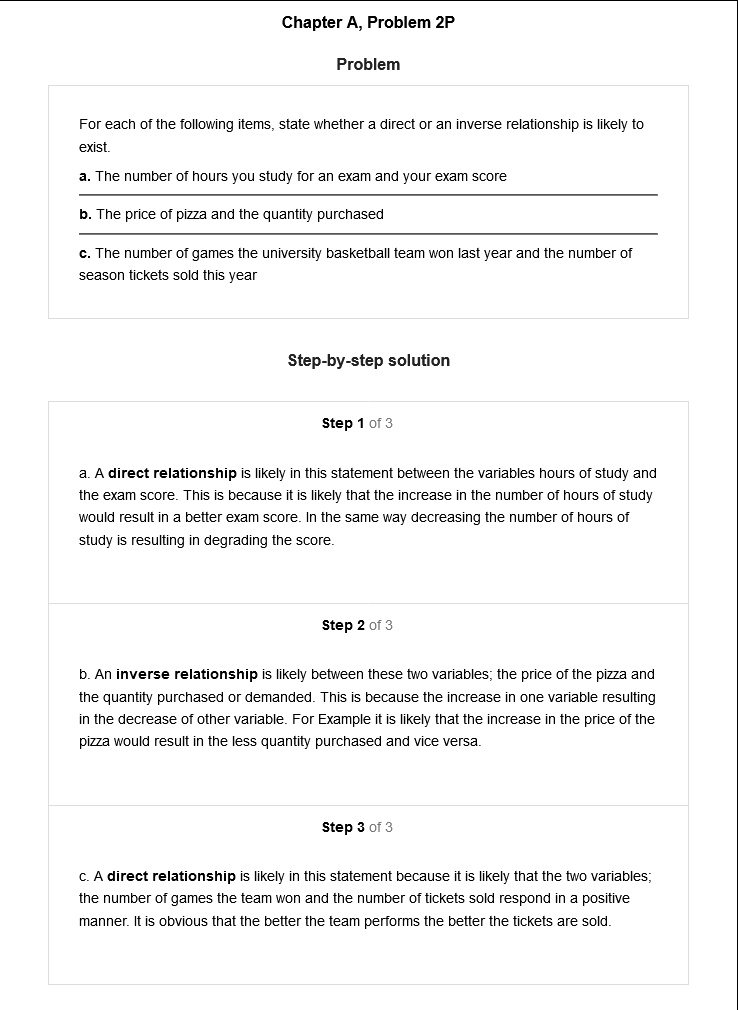 Chapter A, Problem 2P
Problem
For each of the following items, state whether a direct or an inverse relationship is likely to
exist.
a. The number of hours you study for an exam and your exam score
b. The price of pizza and the quantity purchased
c. The number of games the university basketball team won last year and the number of
season tickets sold this year
Step-by-step solution
Step 1 of 3
a. A direct relationship is likely in this statement between the variables hours of study and
the exam score. This is because it is likely that the increase in the number of hours of study
would result in a better exam score. In the same way decreasing the number of hours of
study is resulting in degrading the score.
Step 2 of 3
b. An inverse relationship is likely between these two variables; the price of the pizza and
the quantity purchased or demanded. This is because the increase in one variable resulting
in the decrease of other variable. For Example it is likely that the increase in the price of the
pizza would result in the less quantity purchased and vice versa.
Step 3 of 3
c. A direct relationship is likely in this statement because it is likely that the two variables;
the number of games the team won and the number of tickets sold respond in a positive
manner. It is obvious that the better the team performs the better the tickets are sold.